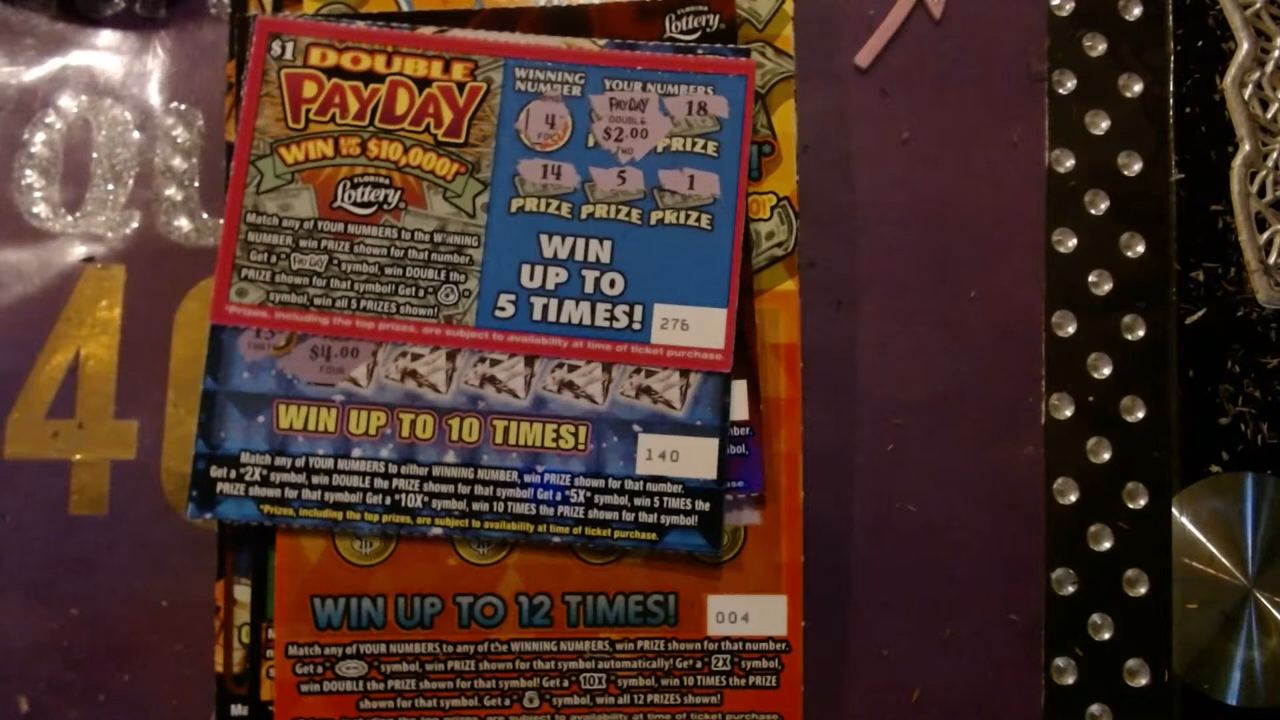 FLORIDA
Lottery
$1 DOUBLE
PAYDAY
WIN UP TO $10,000!*
FLORIDA
Lottery
Match any of YOUR NUMBERS to the WINNING
NUMBER, win PRIZE shown for that number.
Get a "PAYDAY" symbol, win DOUBLE the
PRIZE shown for that symbol! Get a " "
symbol, win all 5 PRIZES shown!
WINNING
NUMBER
YOUR NUMBERS
4
PAYDAY
DOUBLE
$2.00
TWO
18
PRIZE
14
5
1
PRIZE PRIZE PRIZE
WIN
UP TO
5 TIMES!
276
*Prizes, including the top prizes, are subject to availability at time of ticket purchase.
$4.00
FOUR
WIN UP TO 10 TIMES!
140
Match any of YOUR NUMBERS to either WINNING NUMBER, win PRIZE shown for that number.
Get a "2X" symbol, win DOUBLE the PRIZE shown for that symbol! Get a "5X" symbol, win 5 TIMES the
PRIZE shown for that symbol! Get a "10X" symbol, win 10 TIMES the PRIZE shown for that symbol!
*Prizes, including the top prizes, are subject to availability at time of ticket purchase.
WIN UP TO 12 TIMES!
004
Match any of YOUR NUMBERS to any of the WINNING NUMBERS, win PRIZE shown for that number.
Get a " " symbol, win PRIZE shown for that symbol automatically! Get a "2X" symbol,
win DOUBLE the PRIZE shown for that symbol! Get a "10X" symbol, win 10 TIMES the PRIZE
shown for that symbol. Get a " " symbol, win all 12 PRIZES shown!
40